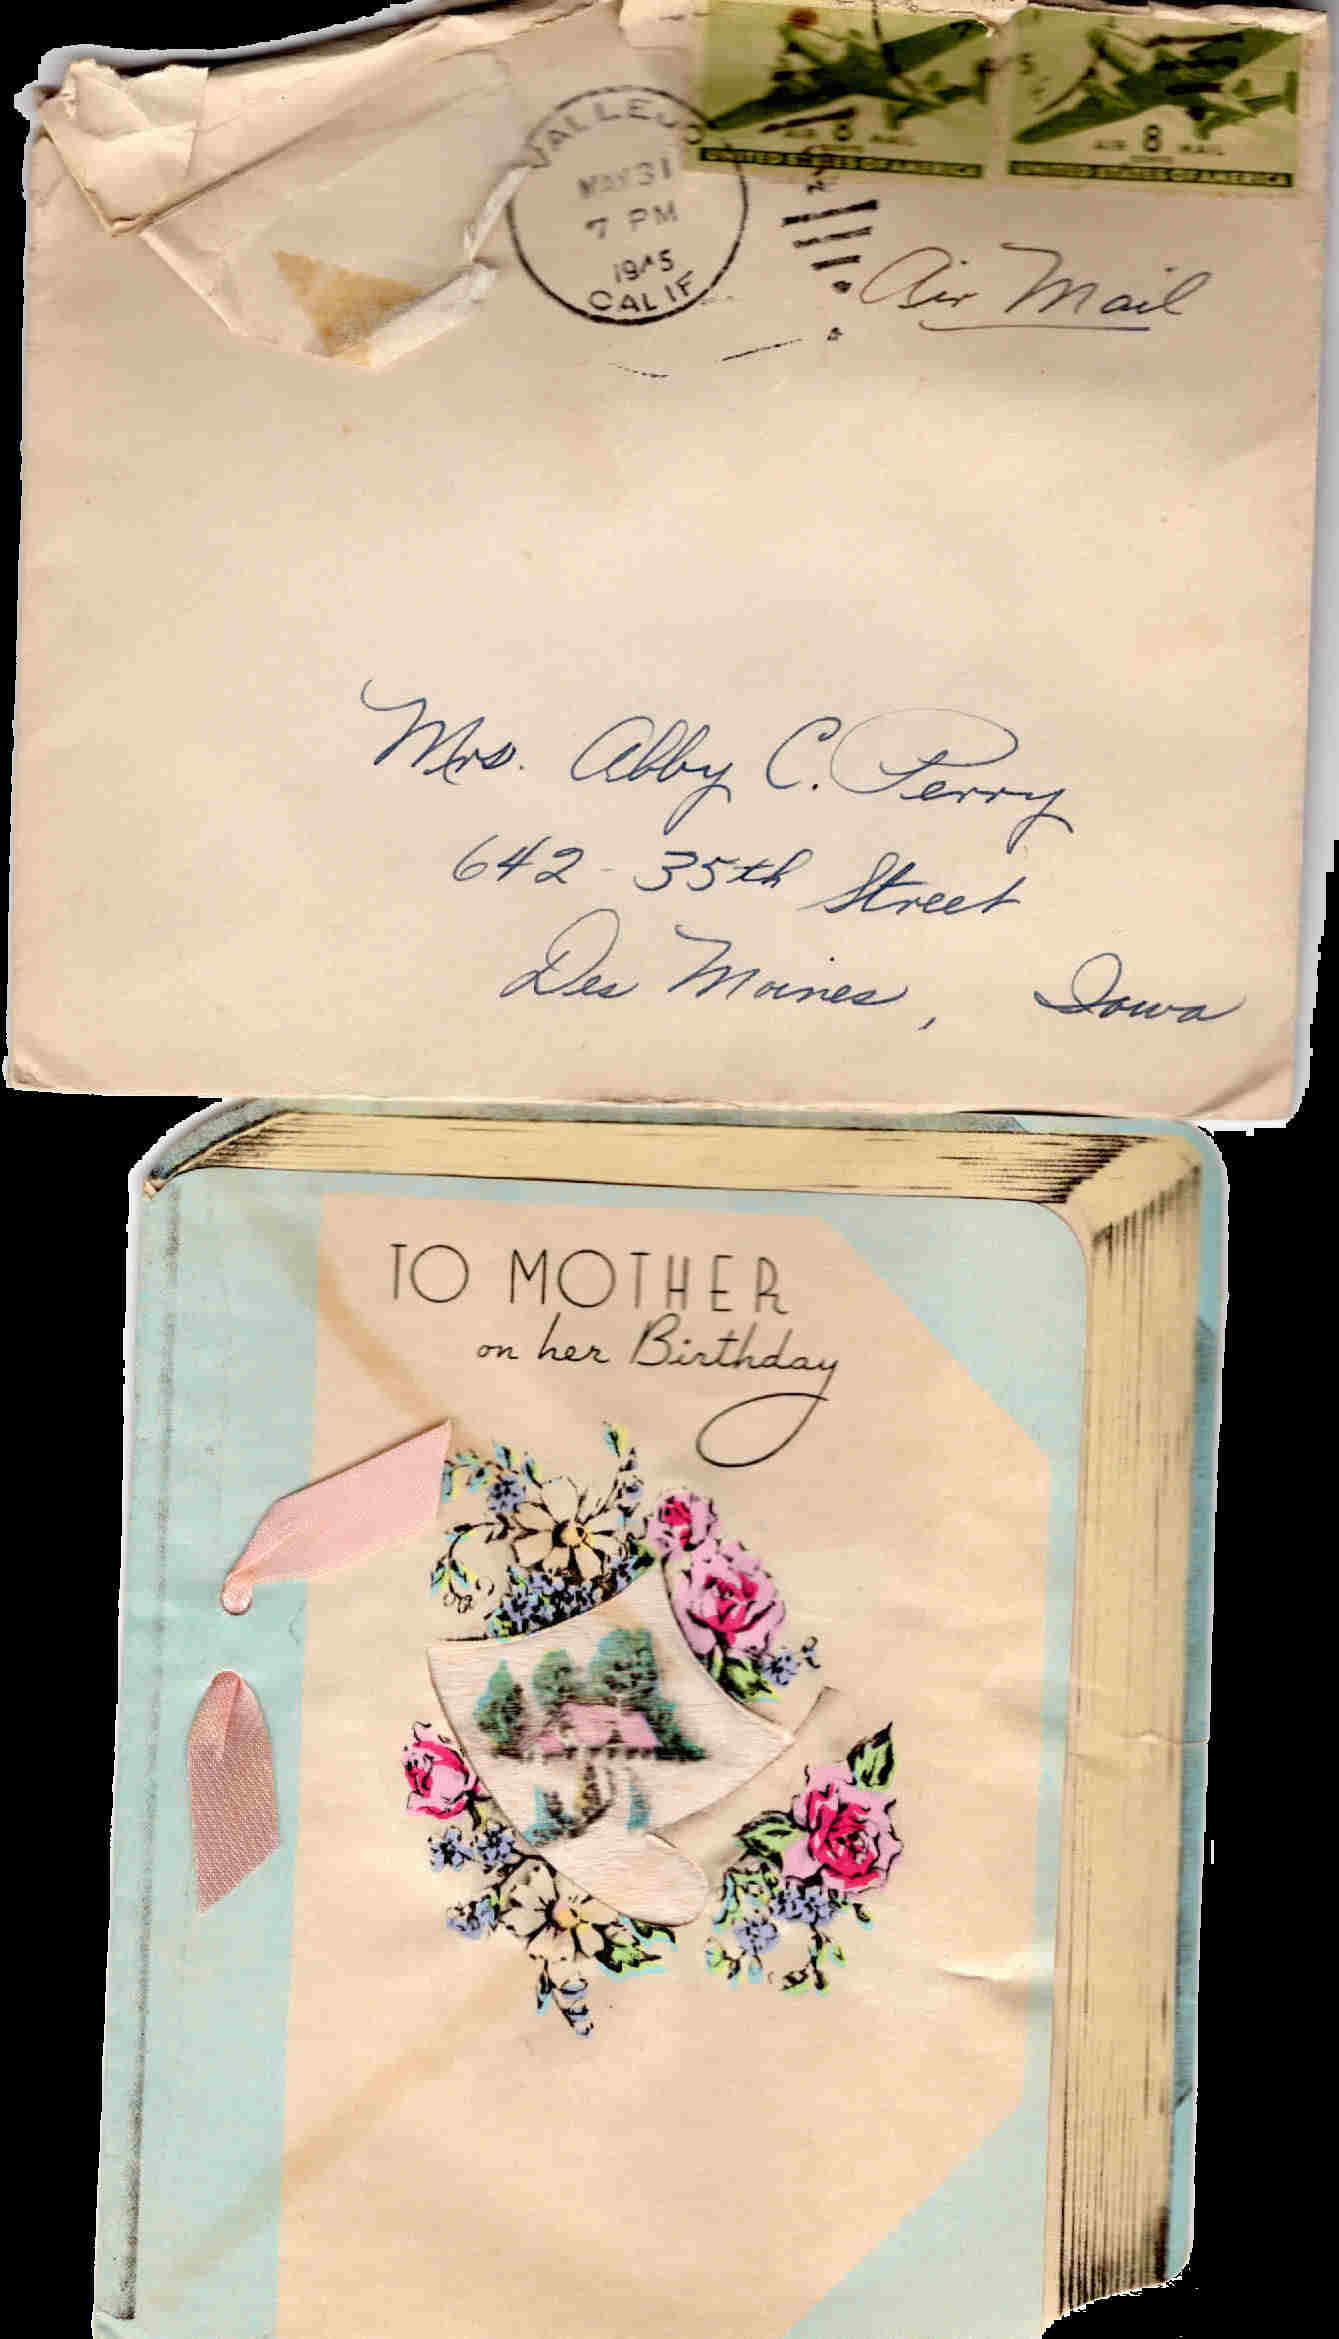 VALLEJO
MAY 31
7 PM
1945
CALIF
AIR 8 MAIL
UNITED STATES OF AMERICA
AIR 8 MAIL
UNITED STATES OF AMERICA
Air Mail
Mrs. Abby C. Perry
642 - 35th Street
Des Moines, Iowa
TO MOTHER
on her Birthday